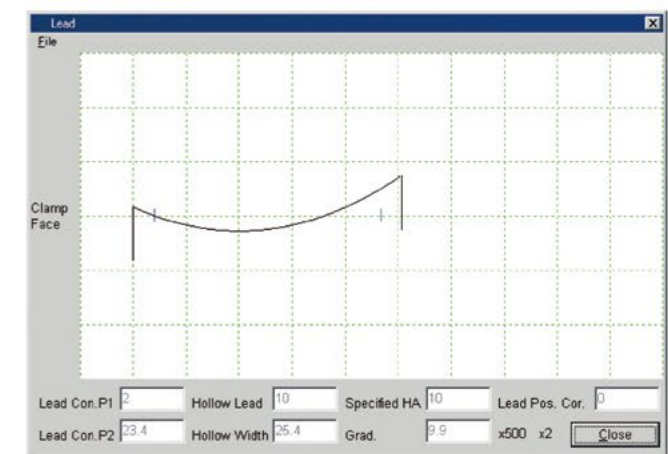 Lead
File
Clamp
Face
Lead Con.P1 2 Hollow Lead 10 Specified HA 10 Lead Pos. Cor. 0
Lead Con.P2 23.4 Hollow Width 25.4 Grad. 9.9 x500 x2 Close